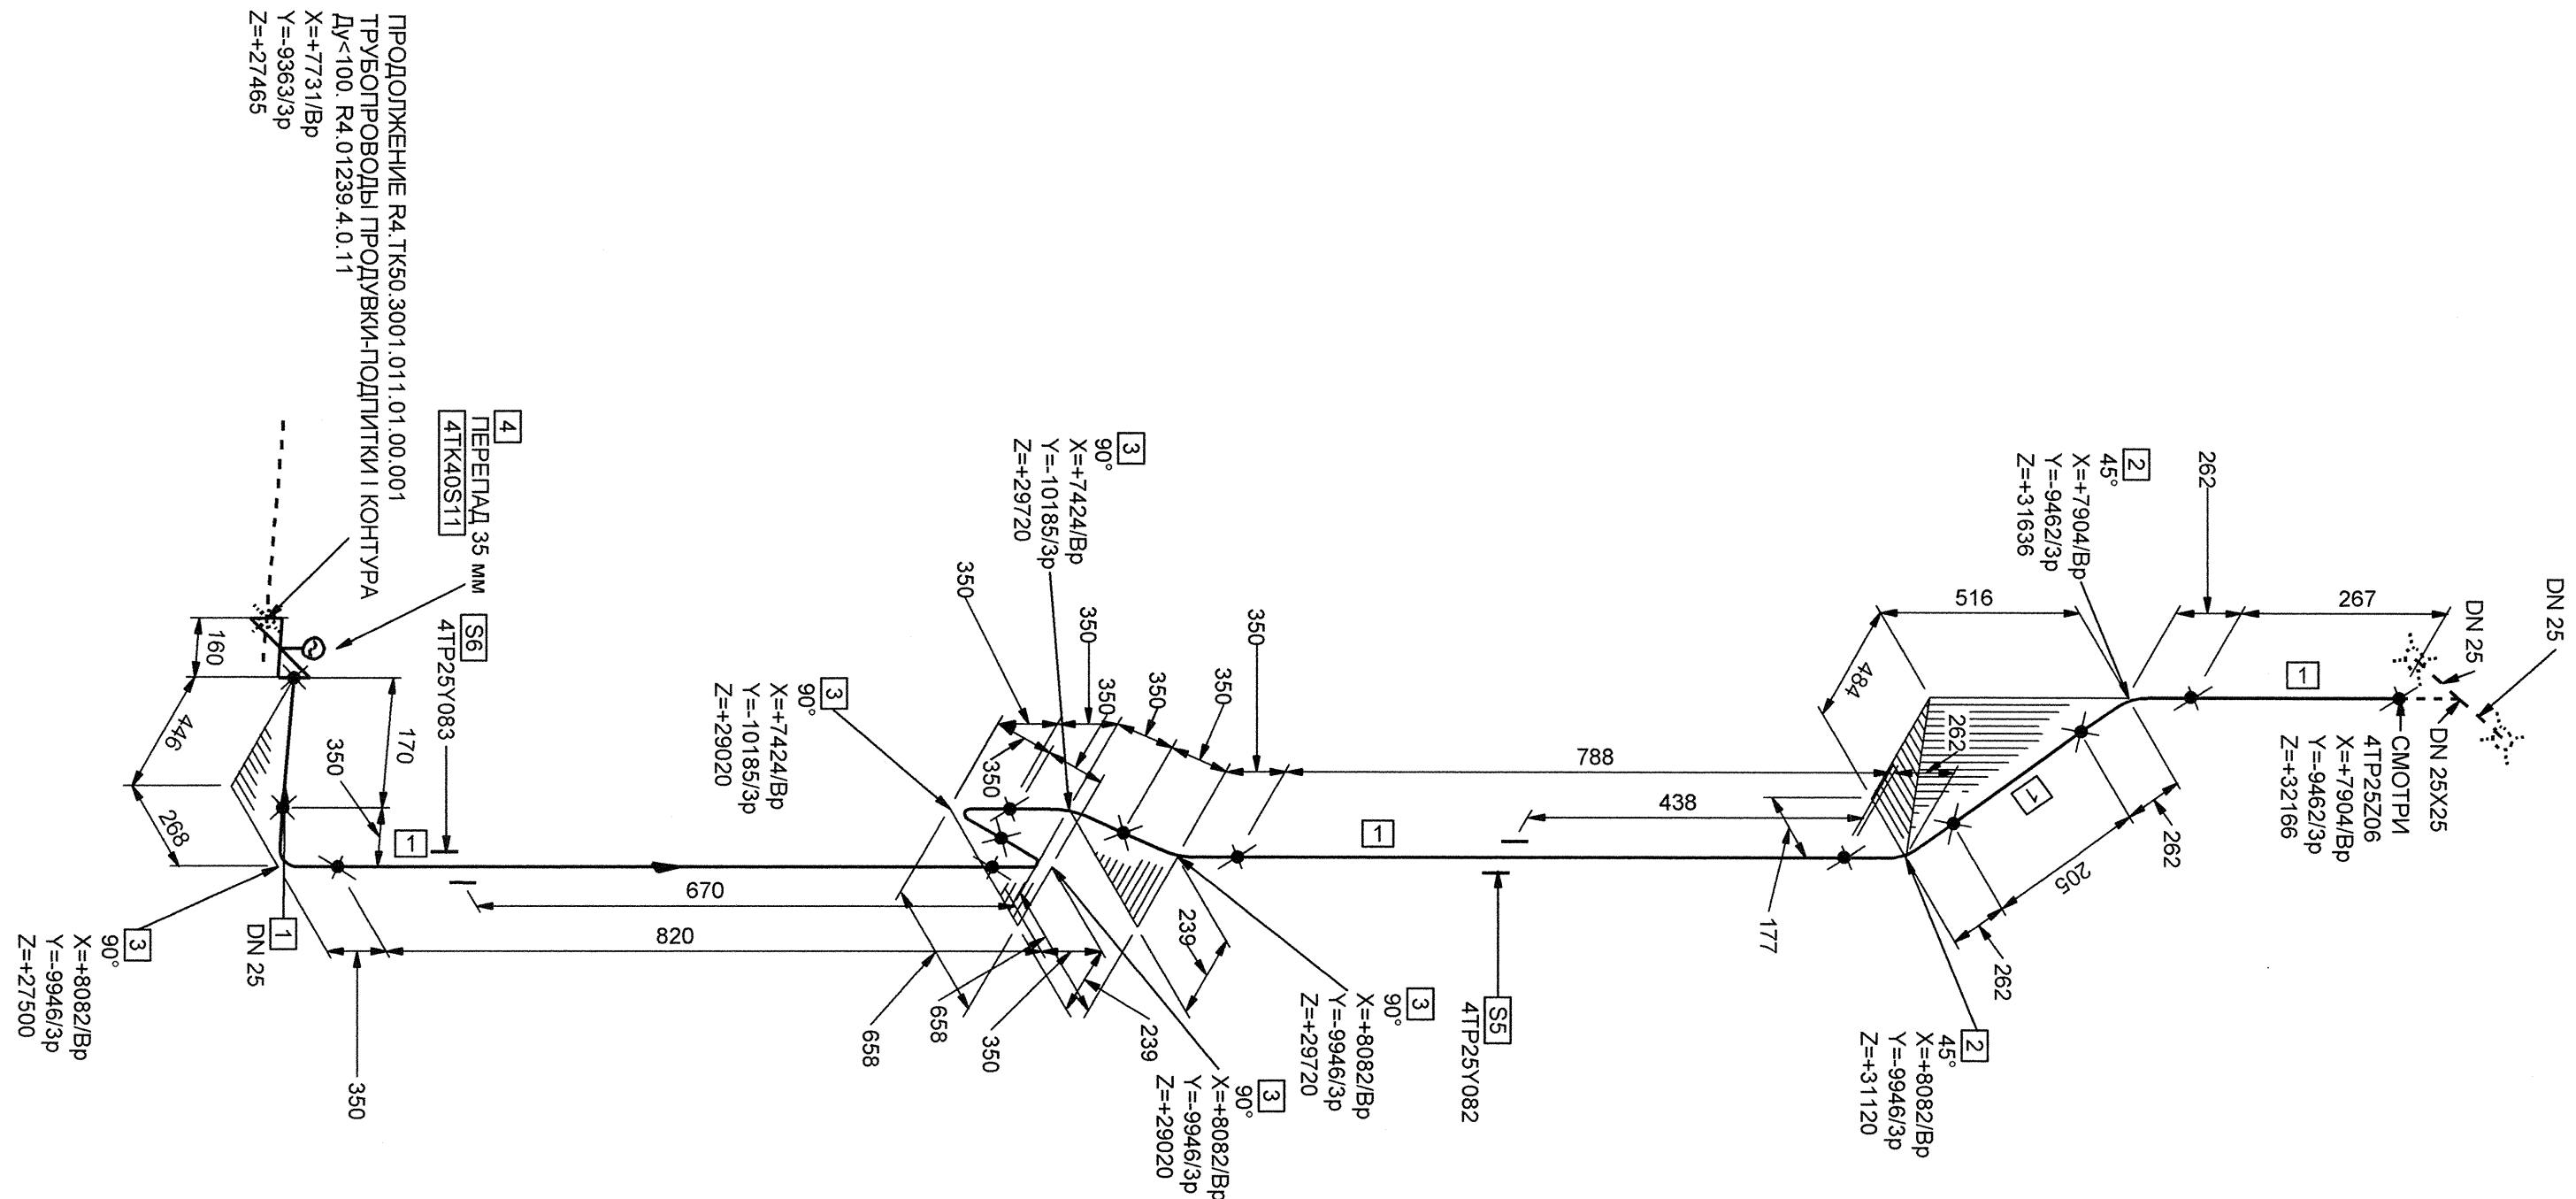 ПРОДОЛЖЕНИЕ R4.TK50.3001.011.01.00.001
ТРУБОПРОВОДЫ ПРОДУВКИ-ПОДПИТКИ I КОНТУРА
Ду<100. R4.01239.4.0.11
X=+7731/Вр
Y=-9363/3р
Z=+27465
4
ПЕРЕПАД 35 мм
4TK40S11
S6
4TP25Y083
160
446
268
170
350
1
1
DN 25
3
90°
X=+8082/Вр
Y=-9946/3р
Z=+27500
350
670
820
3
90°
X=+7424/Вр
Y=-10185/3р
Z=+29020
3
90°
X=+7424/Вр
Y=-10185/3р
Z=+29720
350
350
350
350
350
350
350
658
658
350
239
239
3
90°
X=+8082/Вр
Y=-9946/3р
Z=+29020
3
90°
X=+8082/Вр
Y=-9946/3р
Z=+29720
1
788
438
S5
4TP25Y082
177
484
516
262
2
45°
X=+7904/Вр
Y=-9462/3р
Z=+31636
262
267
1
1
262
205
262
2
45°
X=+8082/Вр
Y=-9946/3р
Z=+31120
DN 25
DN 25
DN 25X25
СМОТРИ
4TP25Z06
X=+7904/Вр
Y=-9462/3р
Z=+32166